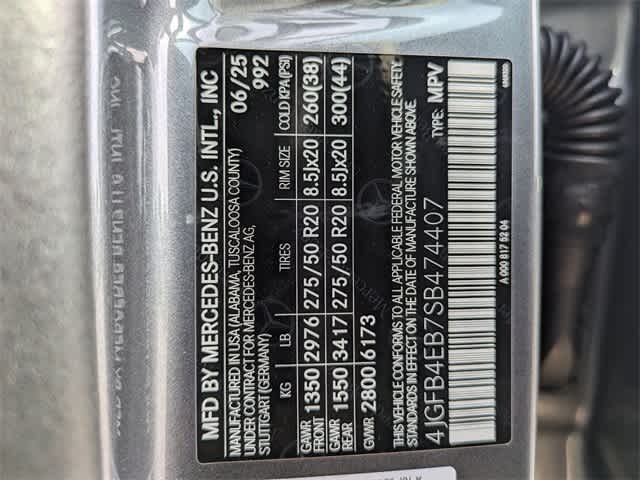 MFD BY MERCEDES-BENZ U.S. INTL., INC
MADE IN USA (ALABAMA, TUSCALOOSA COUNTY) 06/25
UNDER CONTRACT FOR MERCEDES-BENZ AG, 992
STUTTGART (GERMANY)
KG LB TIRES RIM SIZE COLD KPA(PSI)
GAWR FRONT 1350 2976 275/50 R20 8.5Jx20 260(38)
GAWR REAR 1550 3417 275/50 R20 8.5Jx20 300(44)
GVWR 2800 6173
VEHICLE CONFORMS TO ALL APPLICABLE FEDERAL MOTOR VEHICLE SAFETY
STANDARDS IN EFFECT ON THE DATE OF MANUFACTURE SHOWN ABOVE.
4JGFB4EB7SB474407 TYPE: MPV
A 000 817 52 04